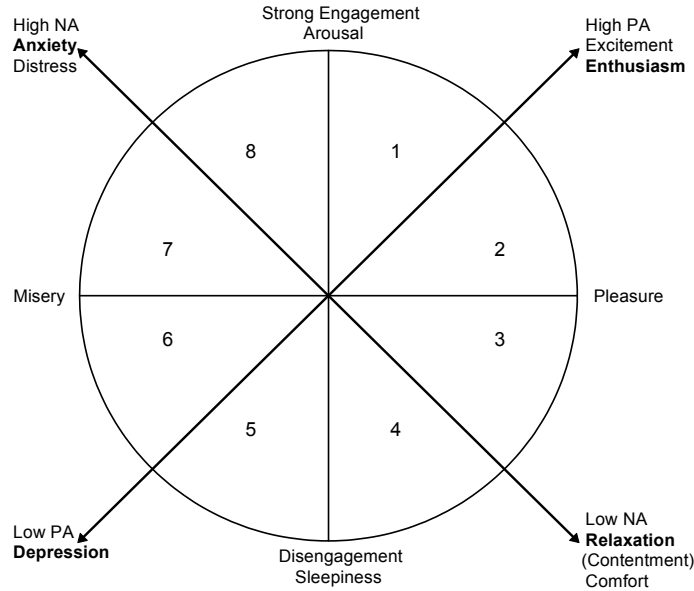 Strong Engagement
Arousal
High NA
Anxiety
Distress
High PA
Excitement
Enthusiasm
8
1
7
2
Misery
Pleasure
6
3
5
4
Low PA
Depression
Disengagement
Sleepiness
Low NA
Relaxation
(Contentment)
Comfort